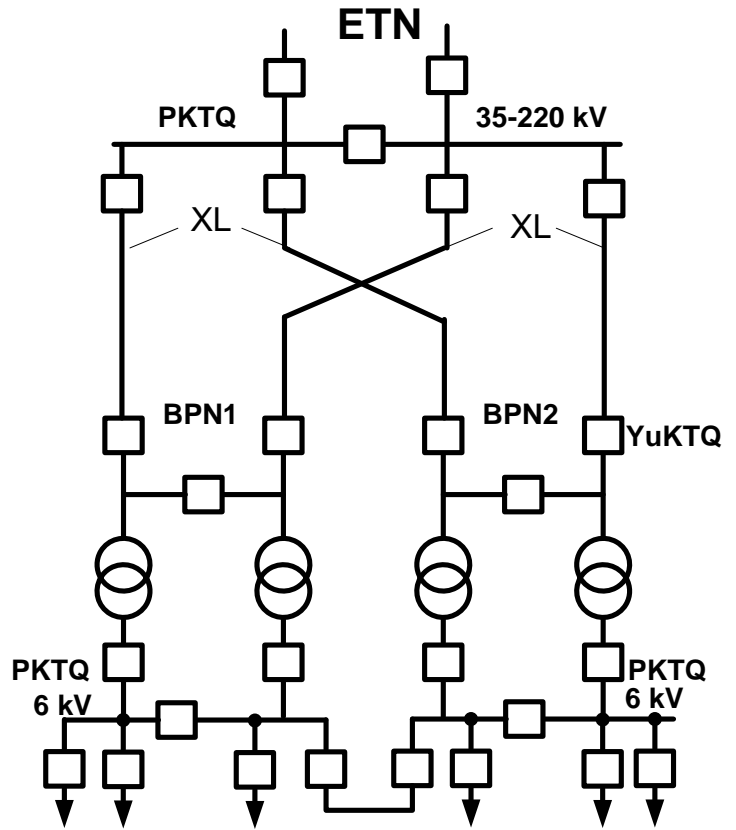 ETN
PKTQ
35-220 kV
XL
XL
BPN1
BPN2
YuKTQ
PKTQ
6 kV
PKTQ
6 kV